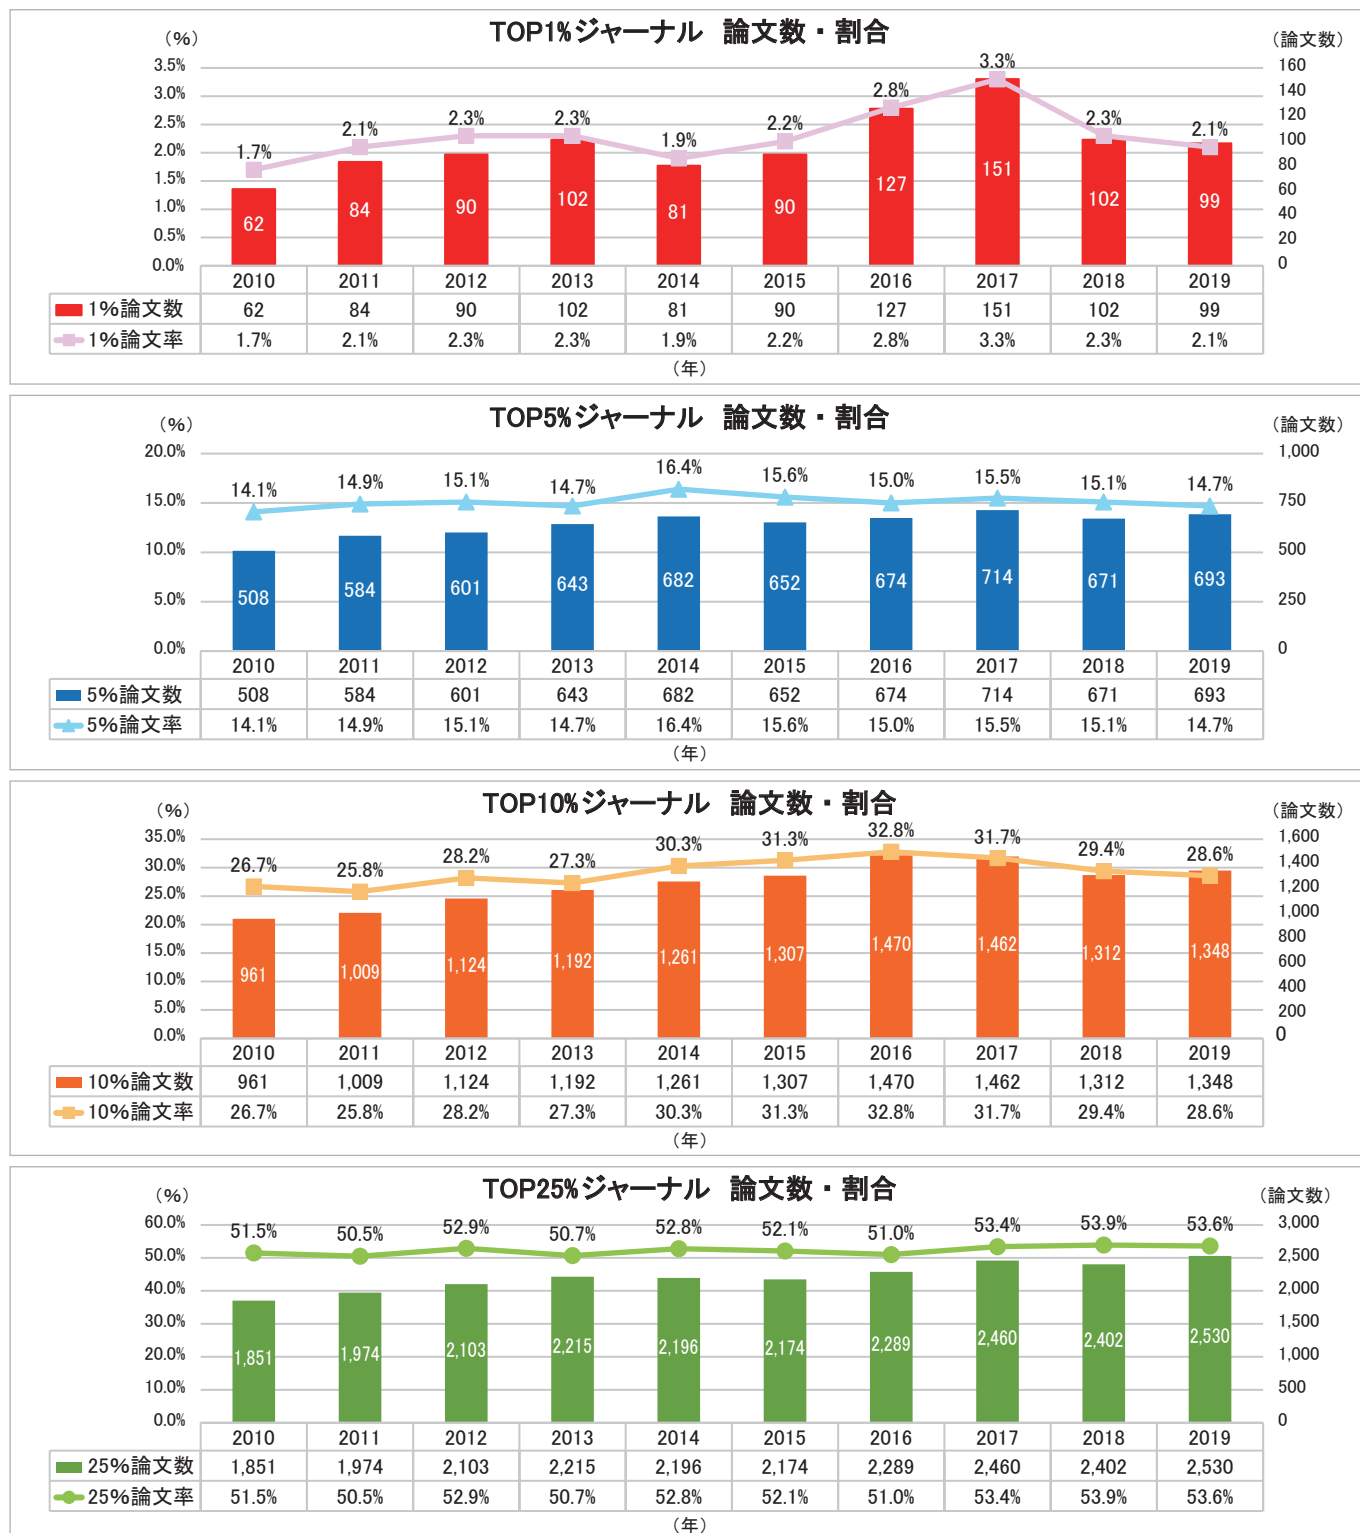 TOP1%ジャーナル 論文数・割合
(%)
(論文数)
3.5%
3.0%
2.5%
2.0%
1.5%
1.0%
0.5%
0.0%
160
140
120
100
80
60
40
20
0
1.7% 2.1% 2.3% 2.3% 1.9% 2.2% 2.8% 3.3% 2.3% 2.1%
62 84 90 102 81 90 127 151 102 99
2010 2011 2012 2013 2014 2015 2016 2017 2018 2019
1%論文数 62 84 90 102 81 90 127 151 102 99
1%論文率 1.7% 2.1% 2.3% 2.3% 1.9% 2.2% 2.8% 3.3% 2.3% 2.1%
(年)
TOP5%ジャーナル 論文数・割合
(%)
(論文数)
20.0%
15.0%
10.0%
5.0%
0.0%
1,000
750
500
250
0
14.1% 14.9% 15.1% 14.7% 16.4% 15.6% 15.0% 15.5% 15.1% 14.7%
508 584 601 643 682 652 674 714 671 693
2010 2011 2012 2013 2014 2015 2016 2017 2018 2019
5%論文数 508 584 601 643 682 652 674 714 671 693
5%論文率 14.1% 14.9% 15.1% 14.7% 16.4% 15.6% 15.0% 15.5% 15.1% 14.7%
(年)
TOP10%ジャーナル 論文数・割合
(%)
(論文数)
35.0%
30.0%
25.0%
20.0%
15.0%
10.0%
5.0%
0.0%
1,600
1,400
1,200
1,000
800
600
400
200
0
26.7% 25.8% 28.2% 27.3% 30.3% 31.3% 32.8% 31.7% 29.4% 28.6%
961 1,009 1,124 1,192 1,261 1,307 1,470 1,462 1,312 1,348
2010 2011 2012 2013 2014 2015 2016 2017 2018 2019
10%論文数 961 1,009 1,124 1,192 1,261 1,307 1,470 1,462 1,312 1,348
10%論文率 26.7% 25.8% 28.2% 27.3% 30.3% 31.3% 32.8% 31.7% 29.4% 28.6%
(年)
TOP25%ジャーナル 論文数・割合
(%)
(論文数)
60.0%
50.0%
40.0%
30.0%
20.0%
10.0%
0.0%
3,000
2,500
2,000
1,500
1,000
500
0
51.5% 50.5% 52.9% 50.7% 52.8% 52.1% 51.0% 53.4% 53.9% 53.6%
1,851 1,974 2,103 2,215 2,196 2,174 2,289 2,460 2,402 2,530
2010 2011 2012 2013 2014 2015 2016 2017 2018 2019
25%論文数 1,851 1,974 2,103 2,215 2,196 2,174 2,289 2,460 2,402 2,530
25%論文率 51.5% 50.5% 52.9% 50.7% 52.8% 52.1% 51.0% 53.4% 53.9% 53.6%
(年)